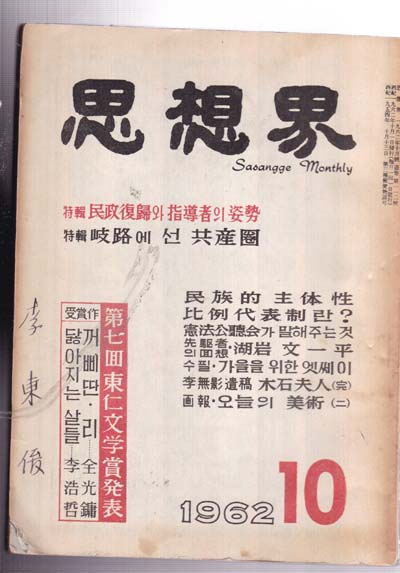 思想界
Sasangge Monthly
特輯 民政復歸와 指導者의 姿勢
特輯 岐路에 선 共産圈
民族的 主体性
比例代表制란?
憲法公聽会가 말해주는것
先駆者의 面想·湖岩 文一平
수필·가을을 위한 엣쎄이
李無影遺稿 木石夫人 (完)
画報·오늘의 美術 (二)
第七回 東仁文学賞発表
受賞作
꺼삐딴·리 — 全光鏞
닳아지는 살들 — 李浩哲
李東俊
1962 10